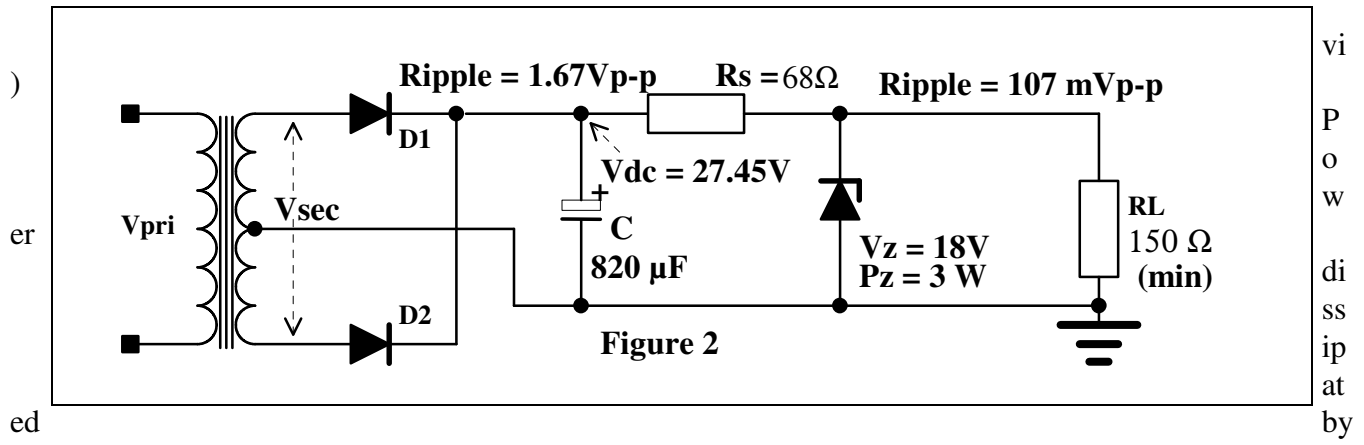 vi
)
Ripple = 1.67Vp-p
Rs = 68Ω
Ripple = 107 mVp-p
P
o
w
D1
Vdc = 27.45V
+
Vpri
Vsec
er
C
820 µF
Vz = 18V
Pz = 3 W
RL
150 Ω
(min)
di
ss
ip
at
D2
Figure 2
ed
by